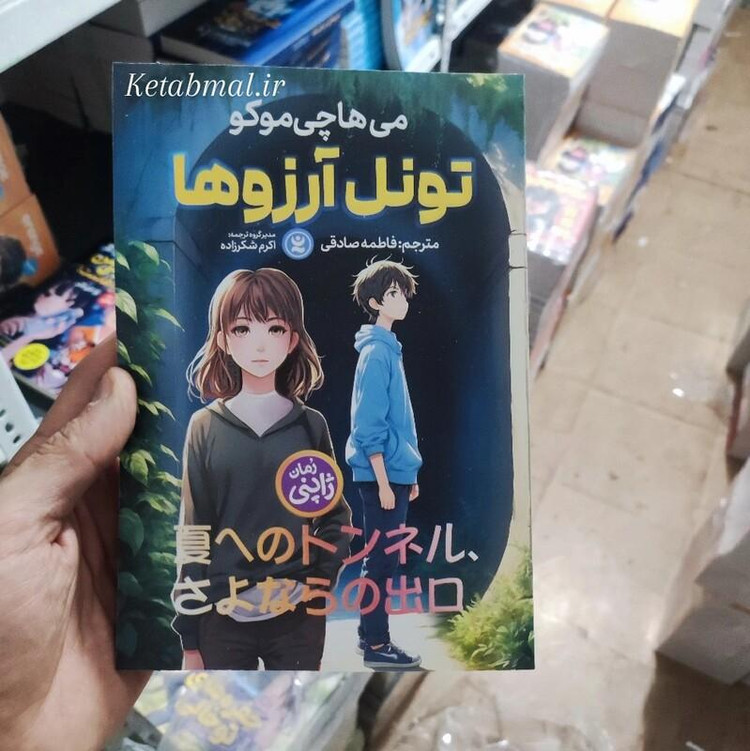 Ketabmal.ir
می‌هاچی‌موکو
تونل آرزوها
مترجم: فاطمه صادقی
مدیر گروه ترجمه:
اکرم شکرزاده
رُمان
ژاپنی
夏へのトンネル、
さよならの出口